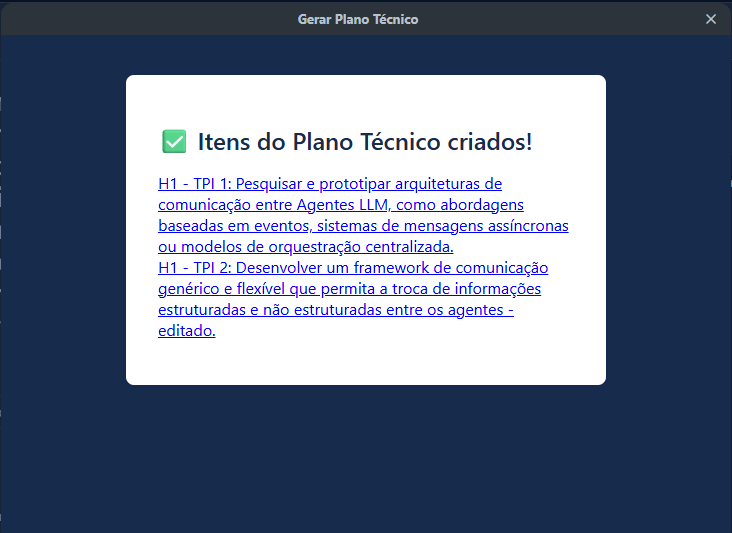 Gerar Plano Técnico
✅ Itens do Plano Técnico criados!
H1 - TPI 1: Pesquisar e prototipar arquiteturas de
comunicação entre Agentes LLM, como abordagens
baseadas em eventos, sistemas de mensagens assíncronas
ou modelos de orquestração centralizada.
H1 - TPI 2: Desenvolver um framework de comunicação
genérico e flexível que permita a troca de informações
estruturadas e não estruturadas entre os agentes -
editado.